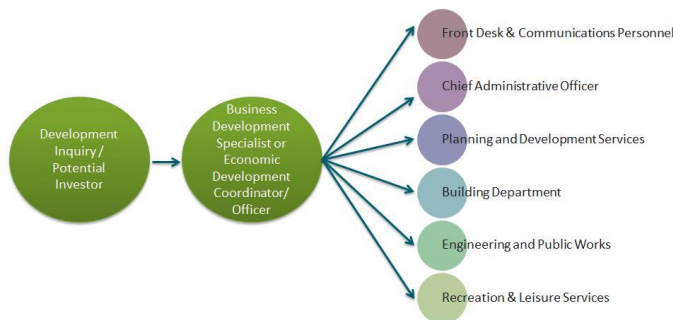 Development
Inquiry /
Potential
Investor
Business
Development
Specialist or
Economic
Development
Coordinator/
Officer
Front Desk & Communications Personnel
Chief Administrative Officer
Planning and Development Services
Building Department
Engineering and Public Works
Recreation & Leisure Services